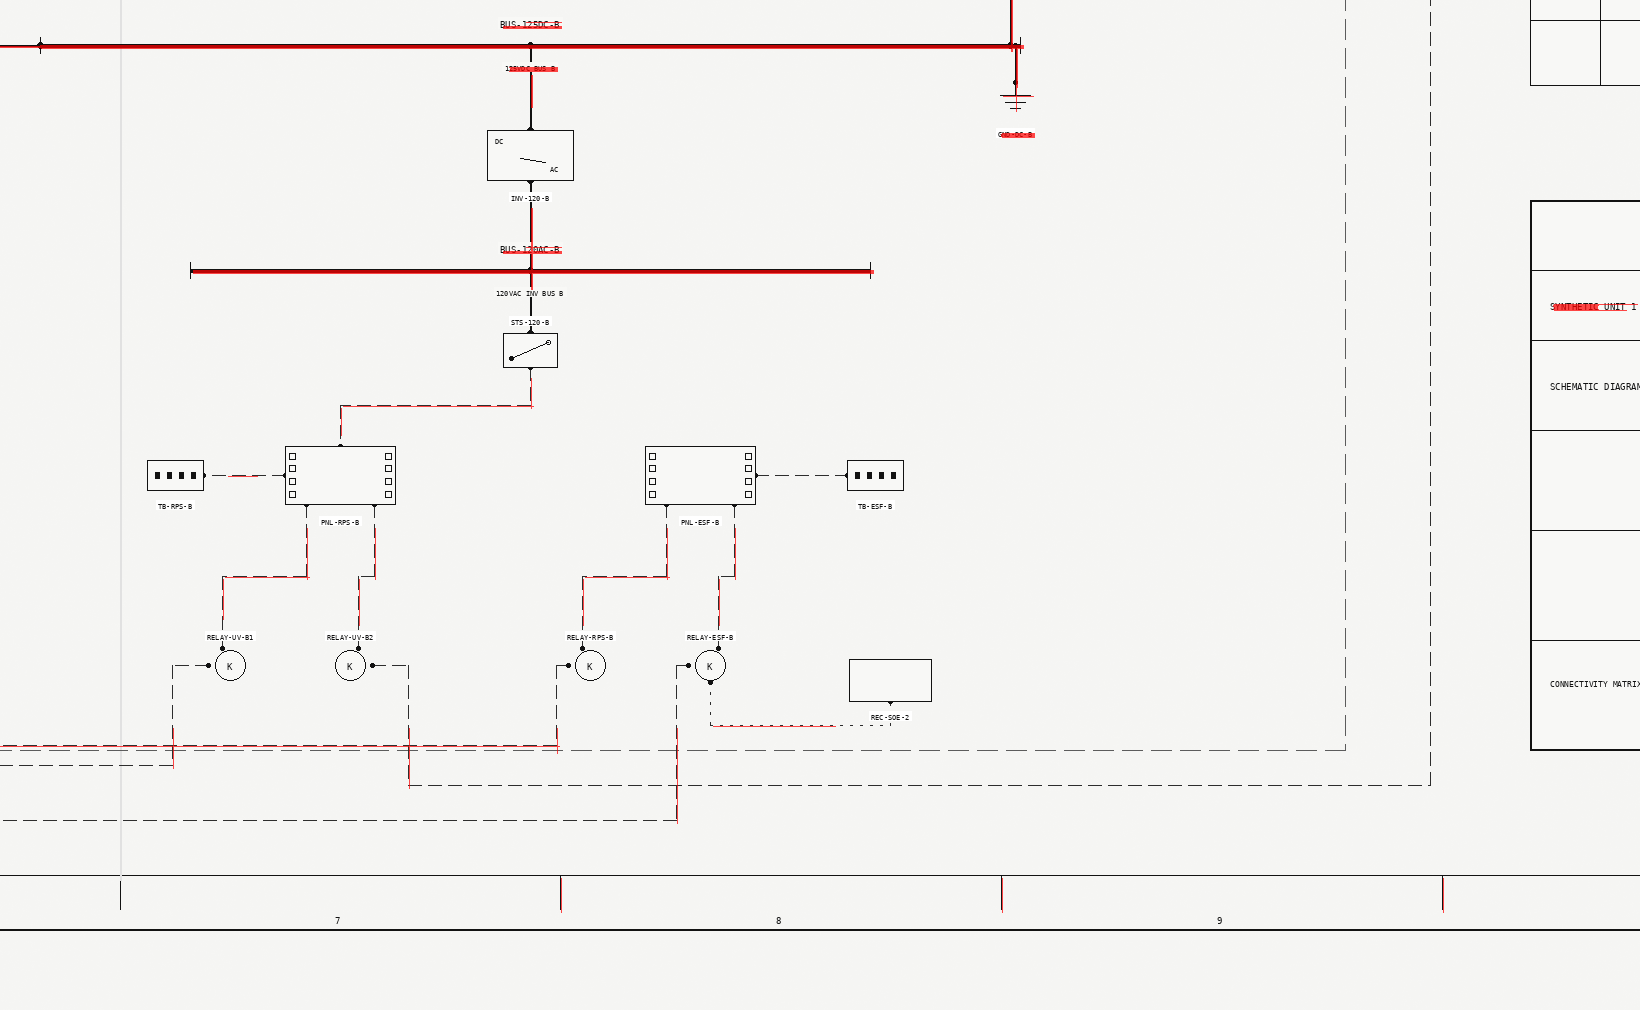 BUS-125DC-B
125VDC BUS B
GND-DC-B
DC
AC
INV-120-B
BUS-120AC-B
120VAC INV BUS B
STS-120-B
SYNTHETIC UNIT 1
SCHEMATIC DIAGRAM
TB-RPS-B
PNL-RPS-B
PNL-ESF-B
TB-ESF-B
RELAY-UV-B1
RELAY-UV-B2
RELAY-RPS-B
RELAY-ESF-B
K
K
K
K
REC-SOE-2
CONNECTIVITY MATRIX
7
8
9